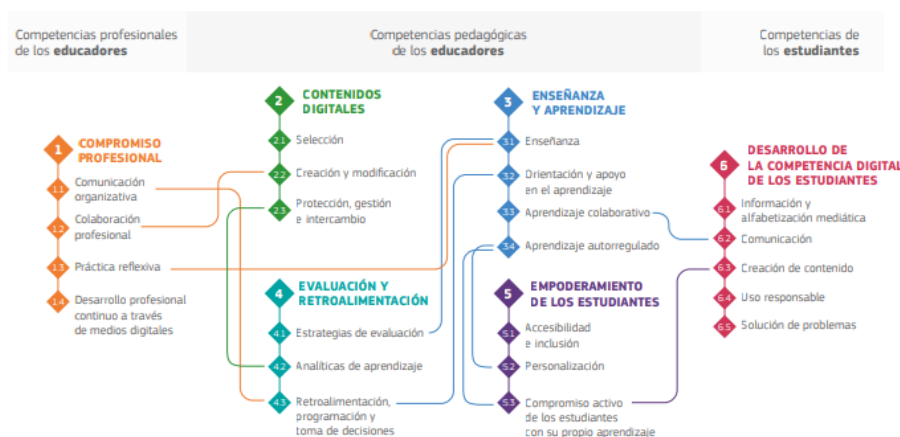 Competencias profesionales
de los educadores
Competencias pedagógicas
de los educadores
Competencias de
los estudiantes
1
COMPROMISO
PROFESIONAL
1.1
Comunicación
organizativa
1.2
Colaboración
profesional
1.3
Práctica reflexiva
1.4
Desarrollo profesional
continuo a través
de medios digitales
2
CONTENIDOS
DIGITALES
2.1
Selección
2.2
Creación y modificación
2.3
Protección, gestión
e intercambio
4
EVALUACIÓN Y
RETROALIMENTACIÓN
4.1
Estrategias de evaluación
4.2
Analíticas de aprendizaje
4.3
Retroalimentación,
programación y
toma de decisiones
3
ENSEÑANZA
Y APRENDIZAJE
3.1
Enseñanza
3.2
Orientación y apoyo
en el aprendizaje
3.3
Aprendizaje colaborativo
3.4
Aprendizaje autorregulado
5
EMPODERAMIENTO
DE LOS ESTUDIANTES
5.1
Accesibilidad
e inclusión
5.2
Personalización
5.3
Compromiso activo
de los estudiantes
con su propio aprendizaje
6
DESARROLLO DE
LA COMPETENCIA DIGITAL
DE LOS ESTUDIANTES
6.1
Información y
alfabetización mediática
6.2
Comunicación
6.3
Creación de contenido
6.4
Uso responsable
6.5
Solución de problemas